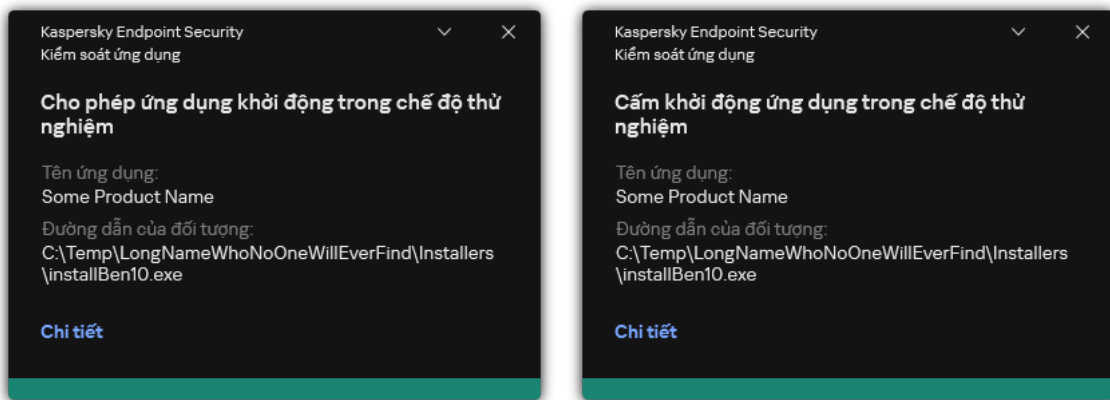 Kaspersky Endpoint Security
Kiểm soát ứng dụng
Cho phép ứng dụng khởi động trong chế độ thử
nghiệm
Tên ứng dụng:
Some Product Name
Đường dẫn của đối tượng:
C:\Temp\LongNameWhoNoOneWillEverFind\Installers
\installBen10.exe
Chi tiết
Kaspersky Endpoint Security
Kiểm soát ứng dụng
Cấm khởi động ứng dụng trong chế độ thử
nghiệm
Tên ứng dụng:
Some Product Name
Đường dẫn của đối tượng:
C:\Temp\LongNameWhoNoOneWillEverFind\Installers
\installBen10.exe
Chi tiết